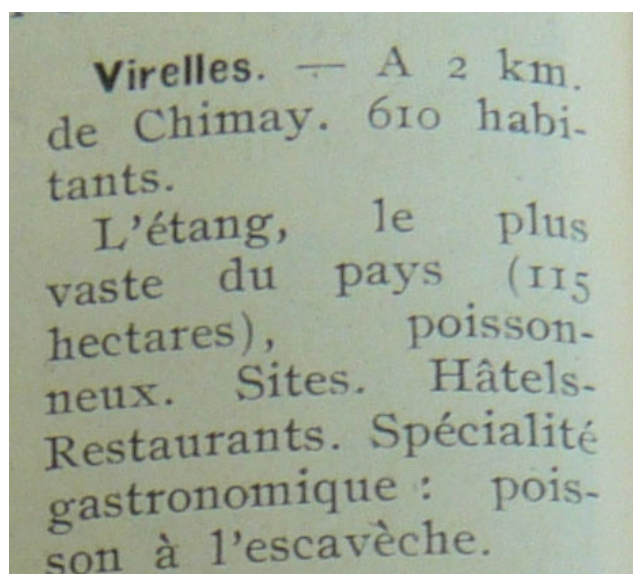 Virelles. — A 2 km.
de Chimay. 610 habi-
tants.
L'étang, le plus
vaste du pays (115
hectares), poisson-
neux. Sites. Hâtels-
Restaurants. Spécialité
gastronomique : pois-
son à l'escavèche.